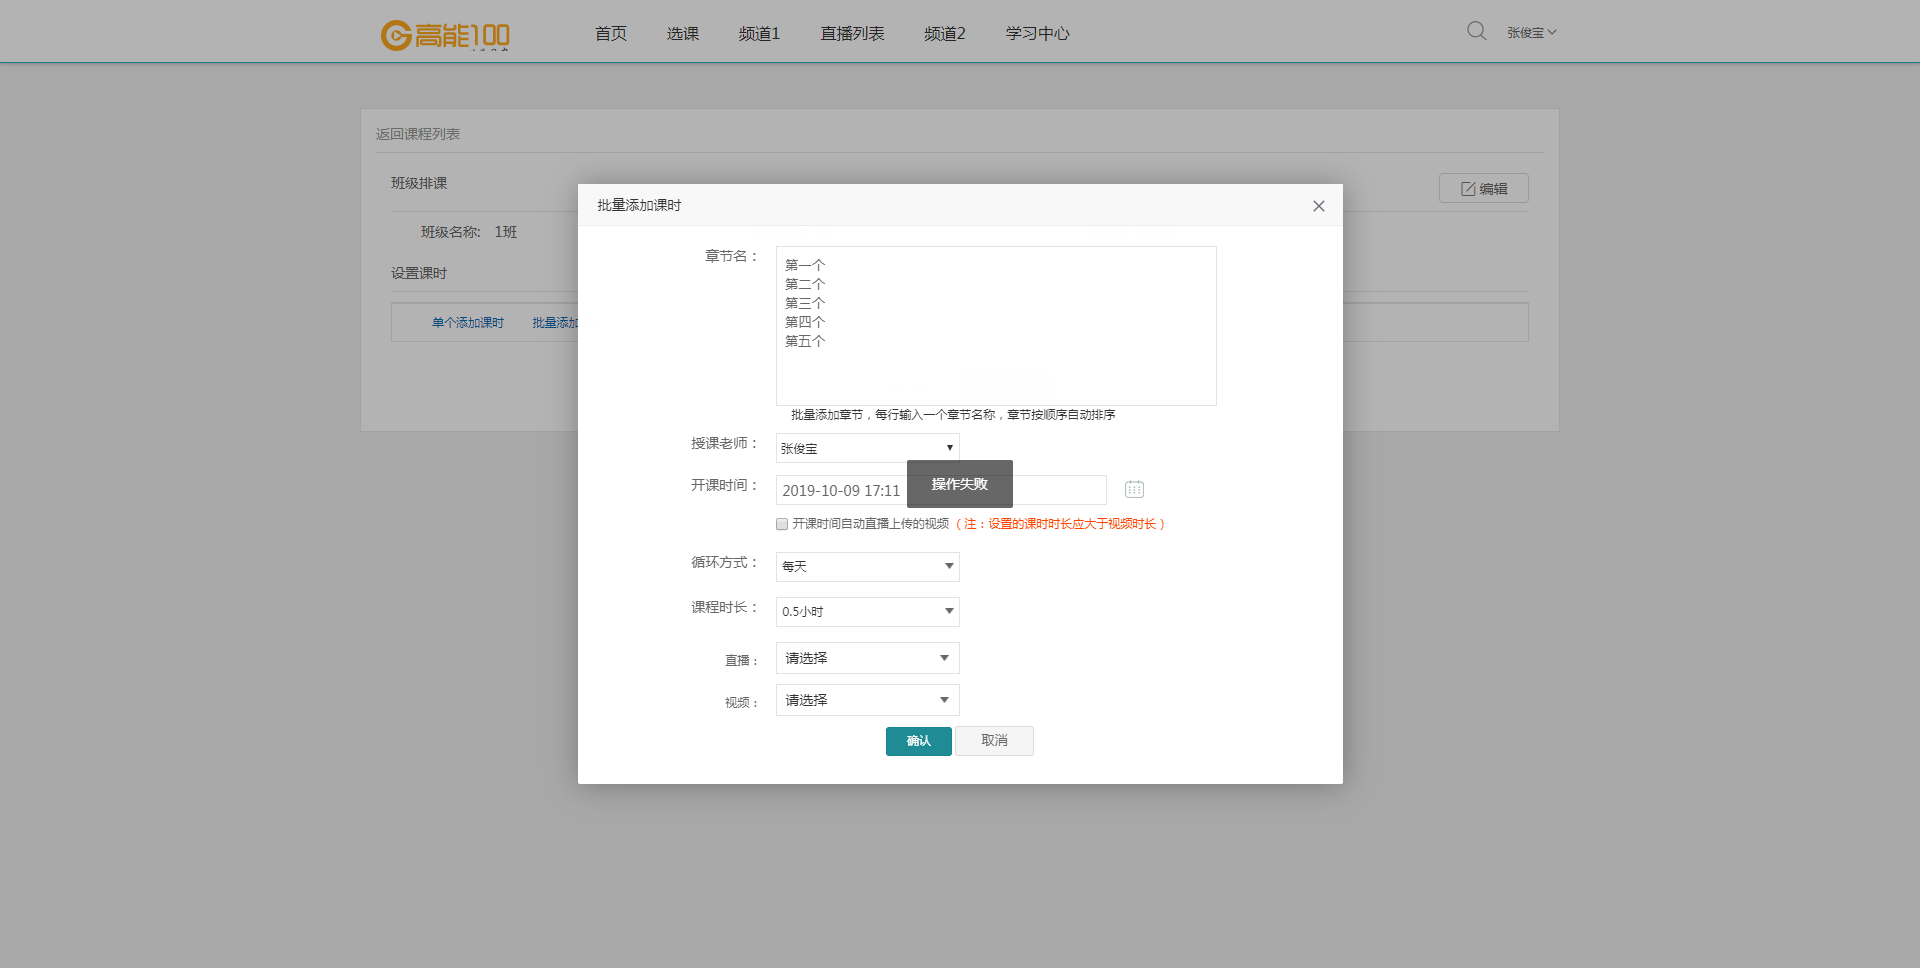 高能100
首页 选课 频道1 直播列表 频道2 学习中心
张俊宝
返回课程列表
班级排课
编辑
班级名称: 1班
设置课时
单个添加课时 批量添加
批量添加课时
章节名：
第一个
第二个
第三个
第四个
第五个
批量添加章节，每行输入一个章节名称，章节按顺序自动排序
授课老师：
张俊宝
开课时间：
2019-10-09 17:11
操作失败
开课时间自动直播上传的视频（注：设置的课时时长应大于视频时长）
循环方式：
每天
课程时长：
0.5小时
直播：
请选择
视频：
请选择
确认
取消